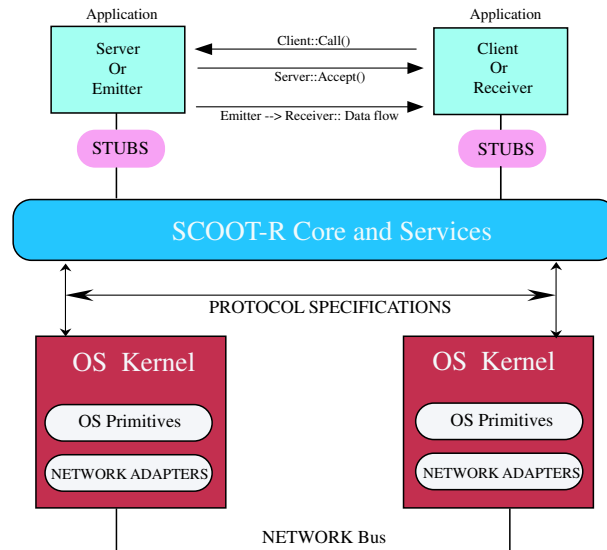 Application
Application
Server
Or
Emitter
Client::Call()
Server::Accept()
Emitter --> Receiver:: Data flow
Client
Or
Receiver
STUBS
STUBS
SCOOT-R Core and Services
PROTOCOL SPECIFICATIONS
OS Kernel
OS Primitives
NETWORK ADAPTERS
OS Kernel
OS Primitives
NETWORK ADAPTERS
NETWORK Bus